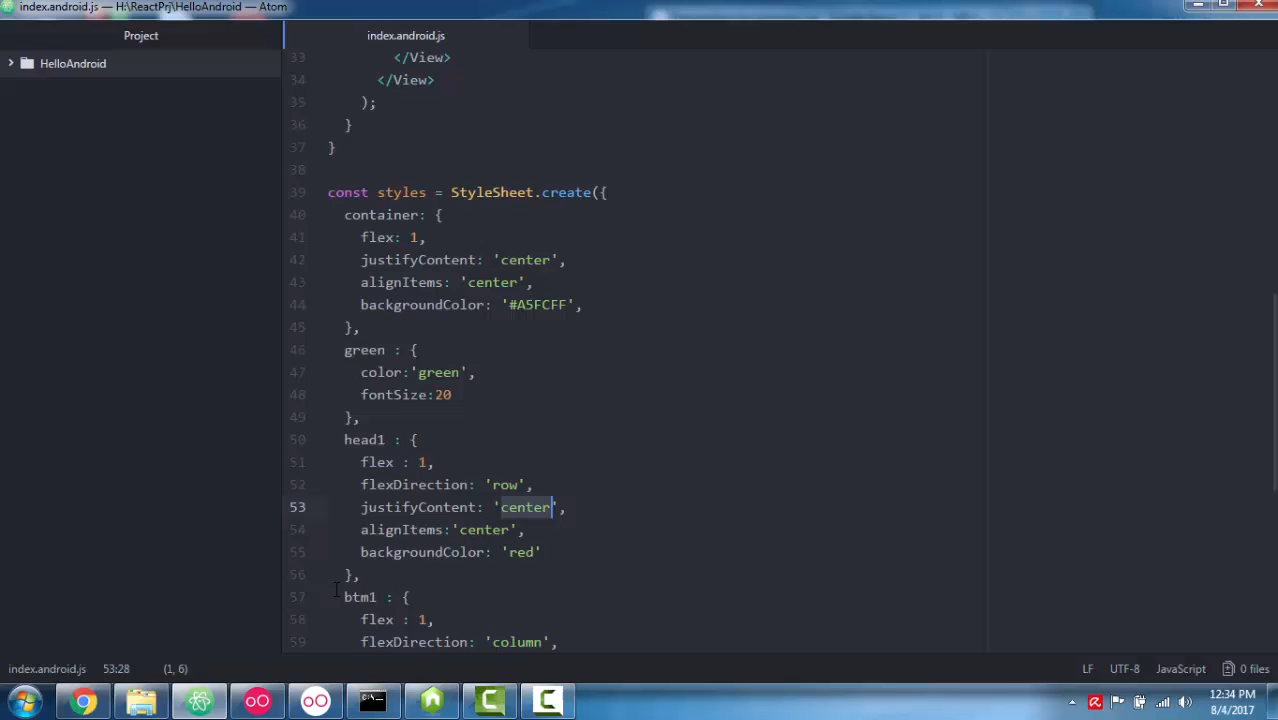 index.android.js — H:\ReactPrj\HelloAndroid — Atom
Project
index.android.js
HelloAndroid
33 </View>
34 </View>
35 );
36 }
37 }
38
39 const styles = StyleSheet.create({
40 container: {
41 flex: 1,
42 justifyContent: 'center',
43 alignItems: 'center',
44 backgroundColor: '#A5FCFF',
45 },
46 green : {
47 color:'green',
48 fontSize:20
49 },
50 head1 : {
51 flex : 1,
52 flexDirection: 'row',
53 justifyContent: 'center',
54 alignItems:'center',
55 backgroundColor: 'red'
56 },
57 btm1 : {
58 flex : 1,
59 flexDirection: 'column',
index.android.js 53:28 (1, 6) LF UTF-8 JavaScript 0 files
12:34 PM
8/4/2017